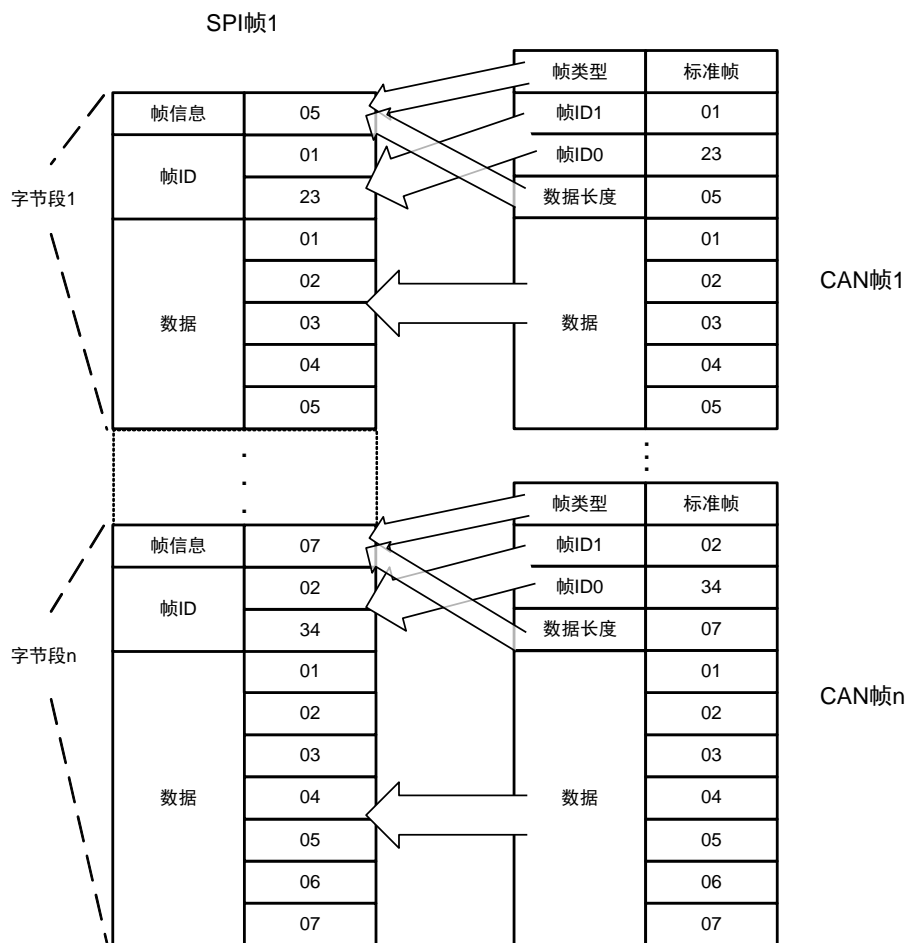 SPI帧1
帧信息 05
帧ID
01
23
数据
01
02
03
04
05
字节段1
帧类型 标准帧
帧ID1 01
帧ID0 23
数据长度 05
数据
01
02
03
04
05
CAN帧1
帧信息 07
帧ID
02
34
数据
01
02
03
04
05
06
07
字节段n
帧类型 标准帧
帧ID1 02
帧ID0 34
数据长度 07
数据
01
02
03
04
05
06
07
CAN帧n